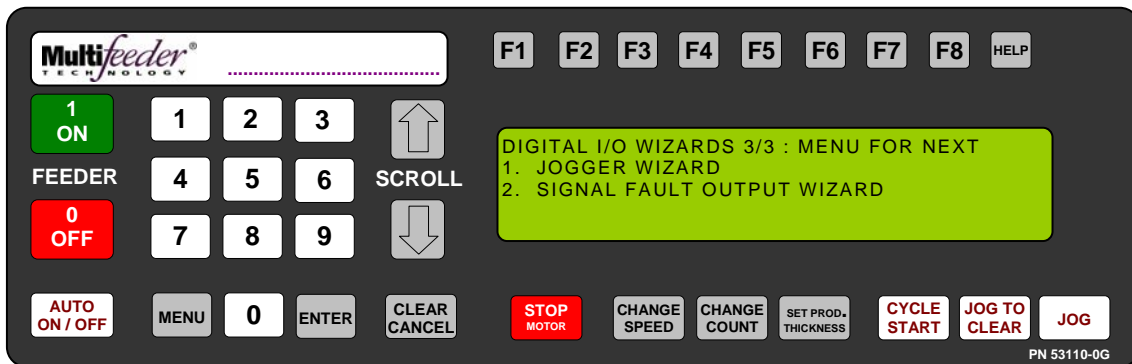 Multifeeder®
TECHNOLOGY
F1 F2 F3 F4 F5 F6 F7 F8 HELP
1
ON
FEEDER
0
OFF
1 2 3
4 5 6
7 8 9
SCROLL
DIGITAL I/O WIZARDS 3/3 : MENU FOR NEXT
1. JOGGER WIZARD
2. SIGNAL FAULT OUTPUT WIZARD
AUTO
ON / OFF
MENU
0
ENTER
CLEAR
CANCEL
STOP
MOTOR
CHANGE
SPEED
CHANGE
COUNT
SET PROD.
THICKNESS
CYCLE
START
JOG TO
CLEAR
JOG
PN 53110-0G